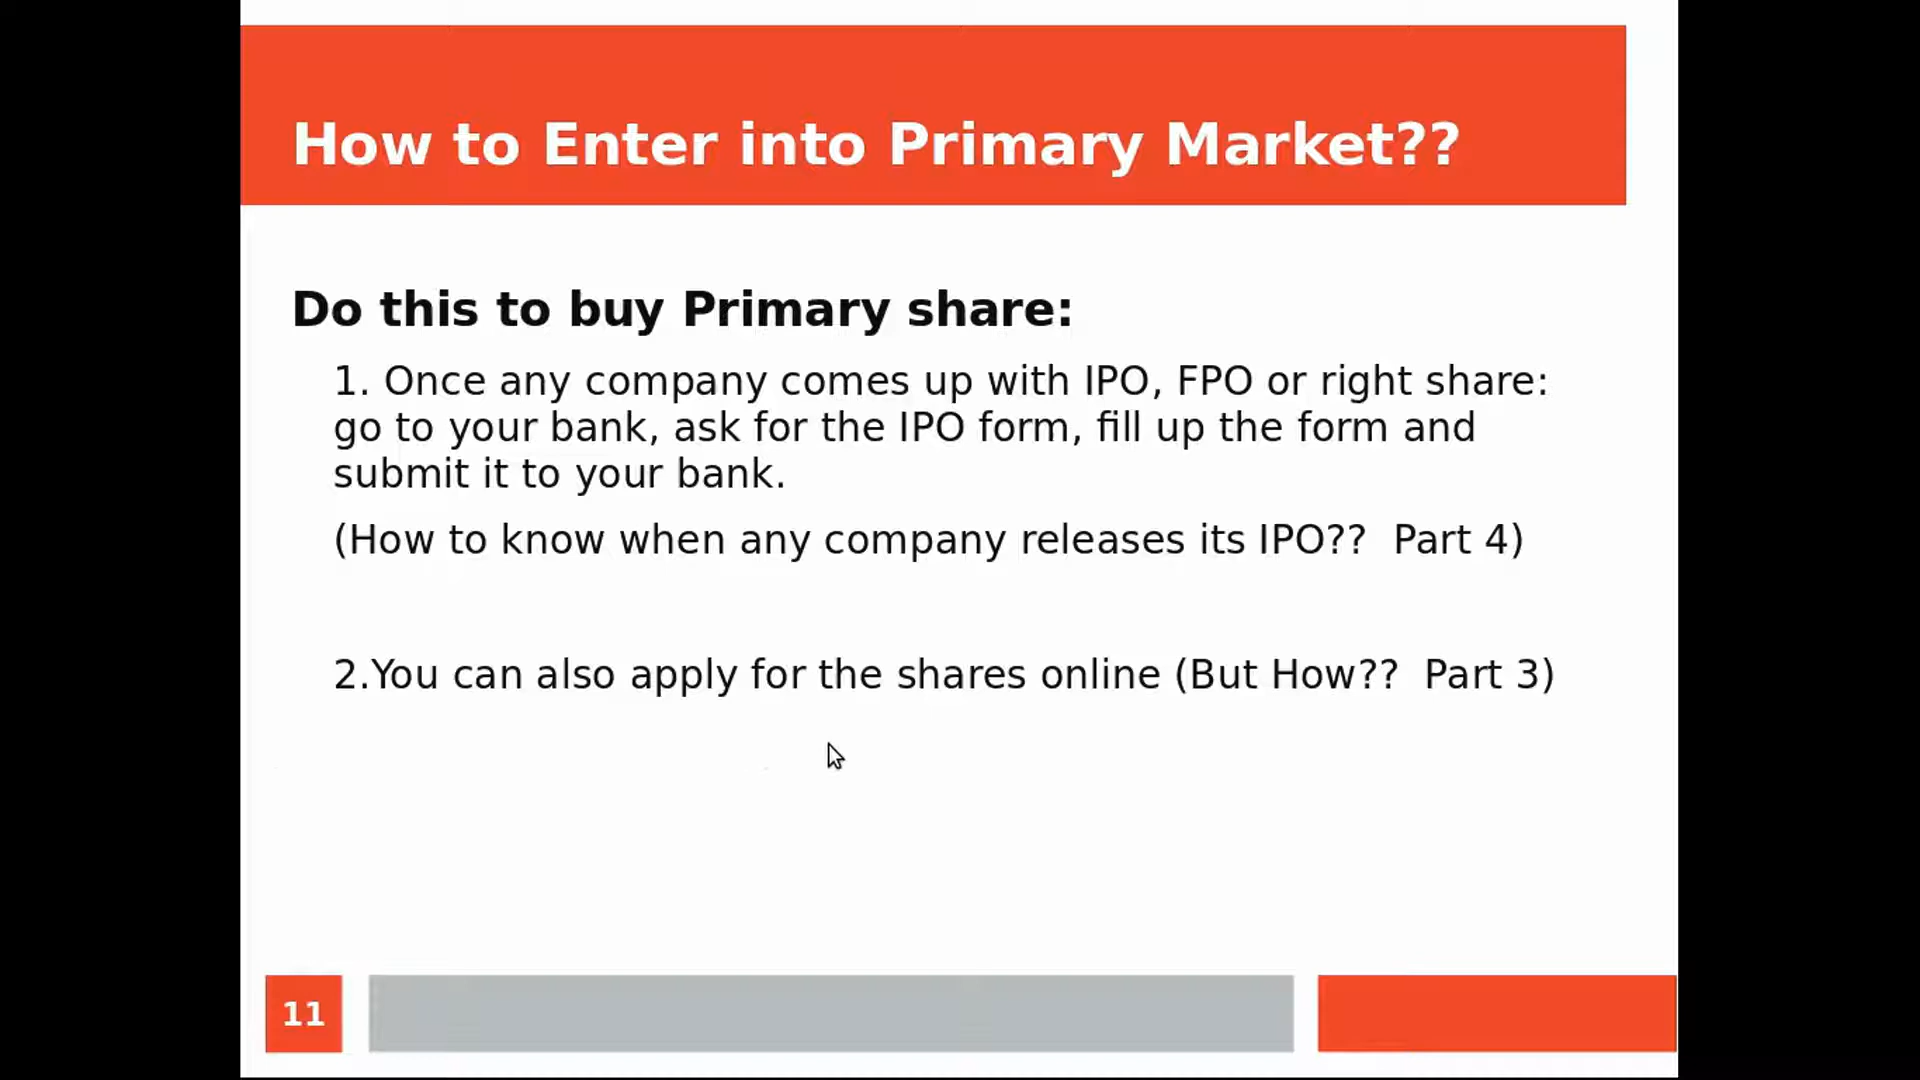 How to Enter into Primary Market??
Do this to buy Primary share:
1. Once any company comes up with IPO, FPO or right share:
go to your bank, ask for the IPO form, fill up the form and
submit it to your bank.
(How to know when any company releases its IPO??  Part 4)
2.You can also apply for the shares online (But How??  Part 3)
11